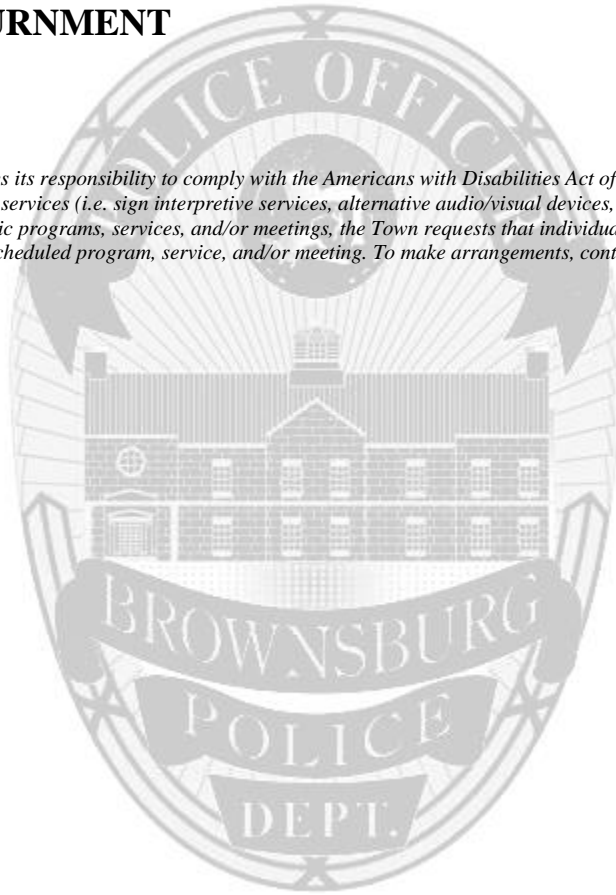 URNMENT
POLICE OFFICER
s its responsibility to comply with the Americans with Disabilities Act of
services (i.e. sign interpretive services, alternative audio/visual devices,
ic programs, services, and/or meetings, the Town requests that individua
cheduled program, service, and/or meeting. To make arrangements, cont
BROWNSBURG
POLICE
DEPT.